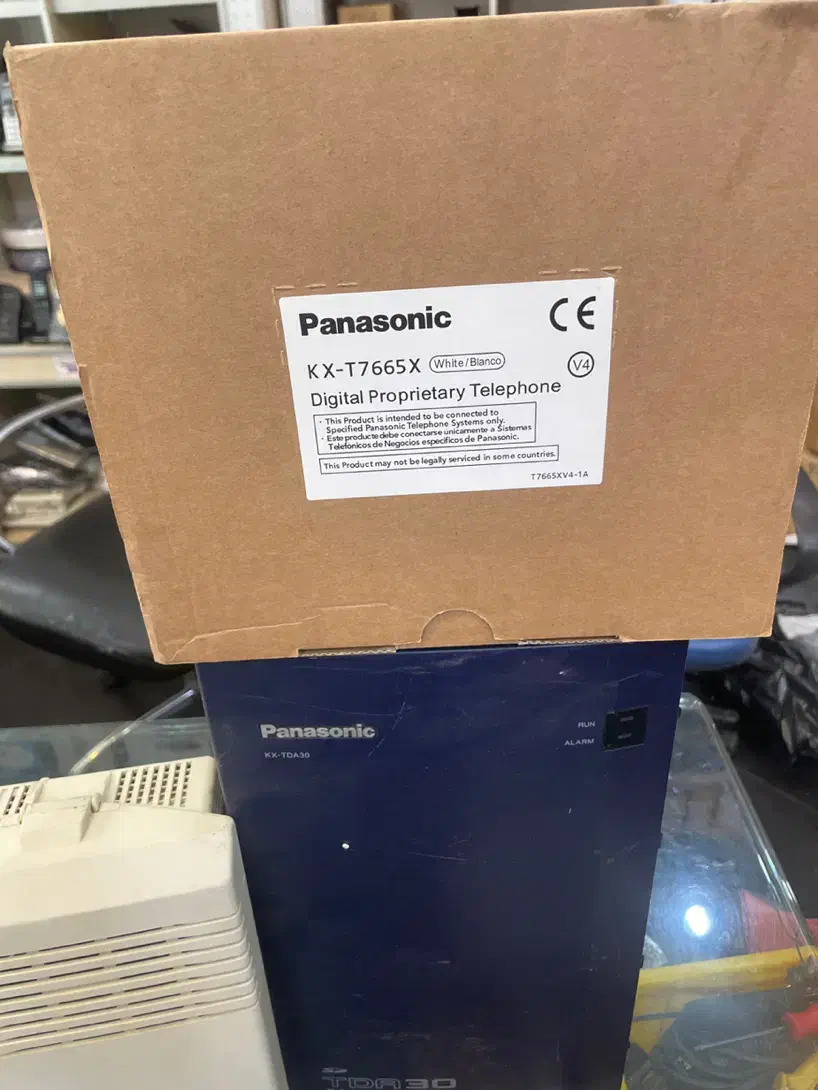 Panasonic CE
KX-T7665X White/Blanco V4
Digital Proprietary Telephone
· This Product is intended to be connected to
Specified Panasonic Telephone Systems only.
· Este producte debe conectarse unicamente a Sistemas
Telefónicos de Negocios específicos de Panasonic.
This Product may not be legally serviced in some countries.
T7665XV4-1A
Panasonic
KX-TDA30
RUN
ALARM
TDA30